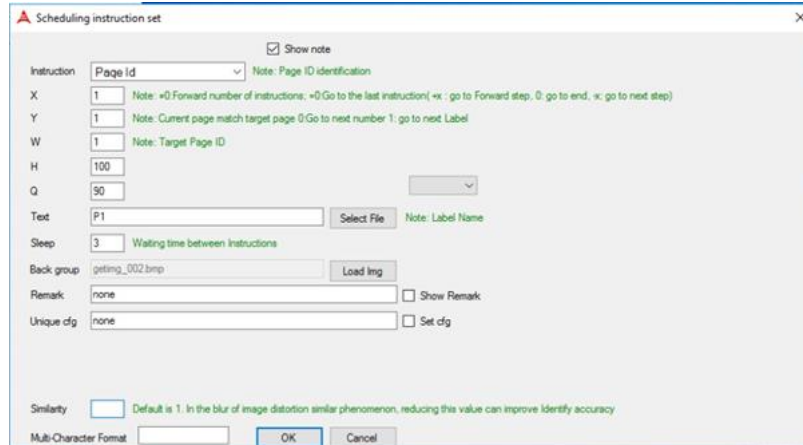 Scheduling instruction set
Show note
Instruction Page Id Note: Page ID identification
X 1 Note: +0:Forward number of instructions; =0:Go to the last instruction( +x : go to Forward step, 0: go to end, -x: go to next step)
Y 1 Note: Current page match target page 0:Go to next number 1: go to next Label
W 1 Note: Target Page ID
H 100
Q 90
Text P1 Select File Note: Label Name
Sleep 3 Waiting time between Instructions
Back group getimg_002.bmp Load Img
Remark none Show Remark
Unique cfg none Set cfg
Similarity Default is 1. In the blur of image distortion similar phenomenon, reducing this value can improve Identify accuracy
Multi-Character Format OK Cancel